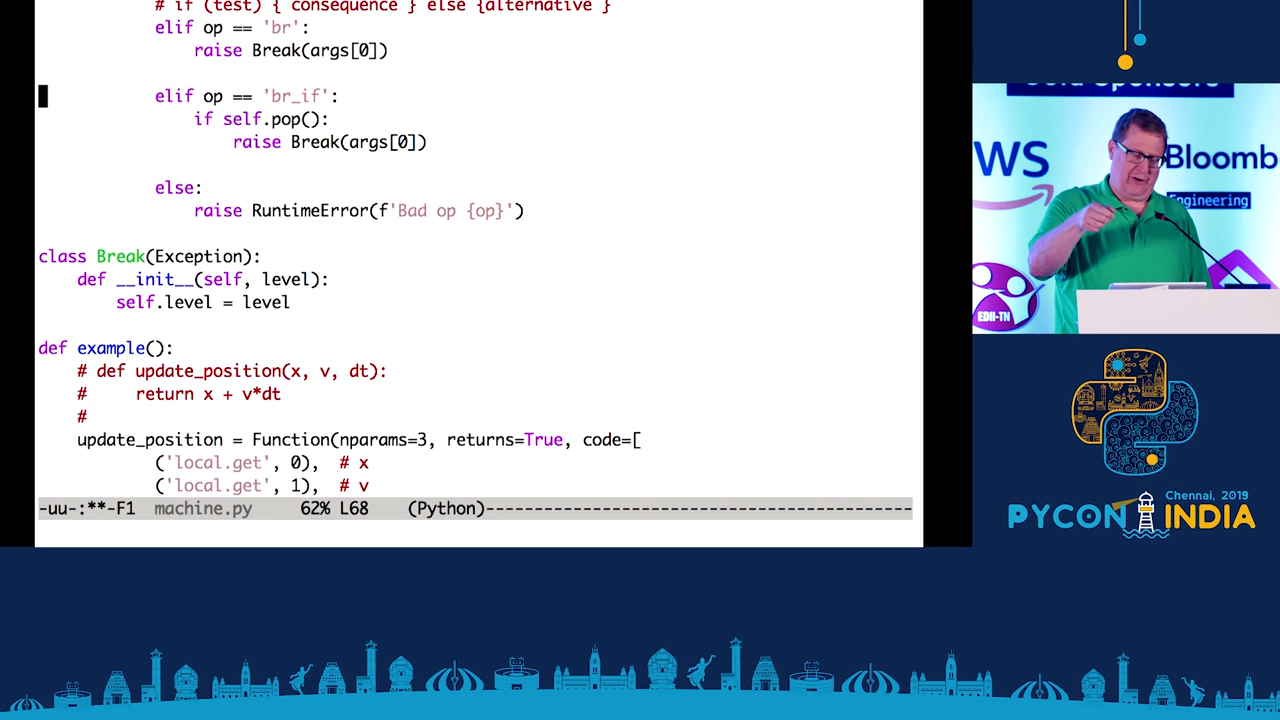 # if (test) { consequence } else {alternative }
elif op == 'br':
raise Break(args[0])
elif op == 'br_if':
if self.pop():
raise Break(args[0])
else:
raise RuntimeError(f'Bad op {op}')
class Break(Exception):
def __init__(self, level):
self.level = level
def example():
# def update_position(x, v, dt):
#     return x + v*dt
#
update_position = Function(nparams=3, returns=True, code=[
('local.get', 0),  # x
('local.get', 1),  # v
-uu-:**-F1  machine.py     62% L68    (Python)--------------------------------------------
Sponsors
WS
Bloomb
Engineering
EDII-TN
Chennai, 2019
PYCON INDIA